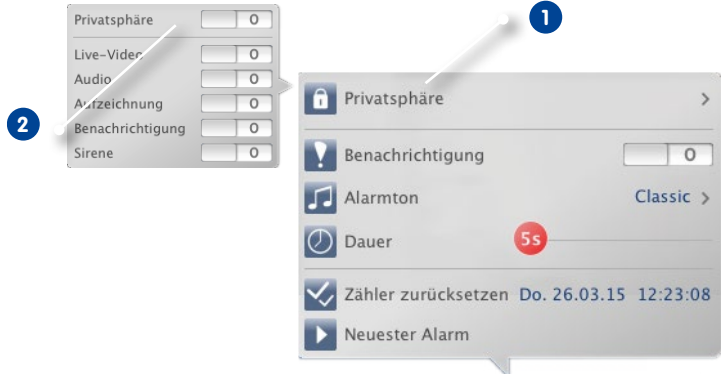 Privatsphäre 0
Live-Video 0
Audio 0
Aufzeichnung 0
Benachrichtigung 0
Sirene 0
2
1
Privatsphäre >
Benachrichtigung 0
Alarmton Classic >
Dauer 5s
Zähler zurücksetzen Do. 26.03.15 12:23:08
Neuester Alarm